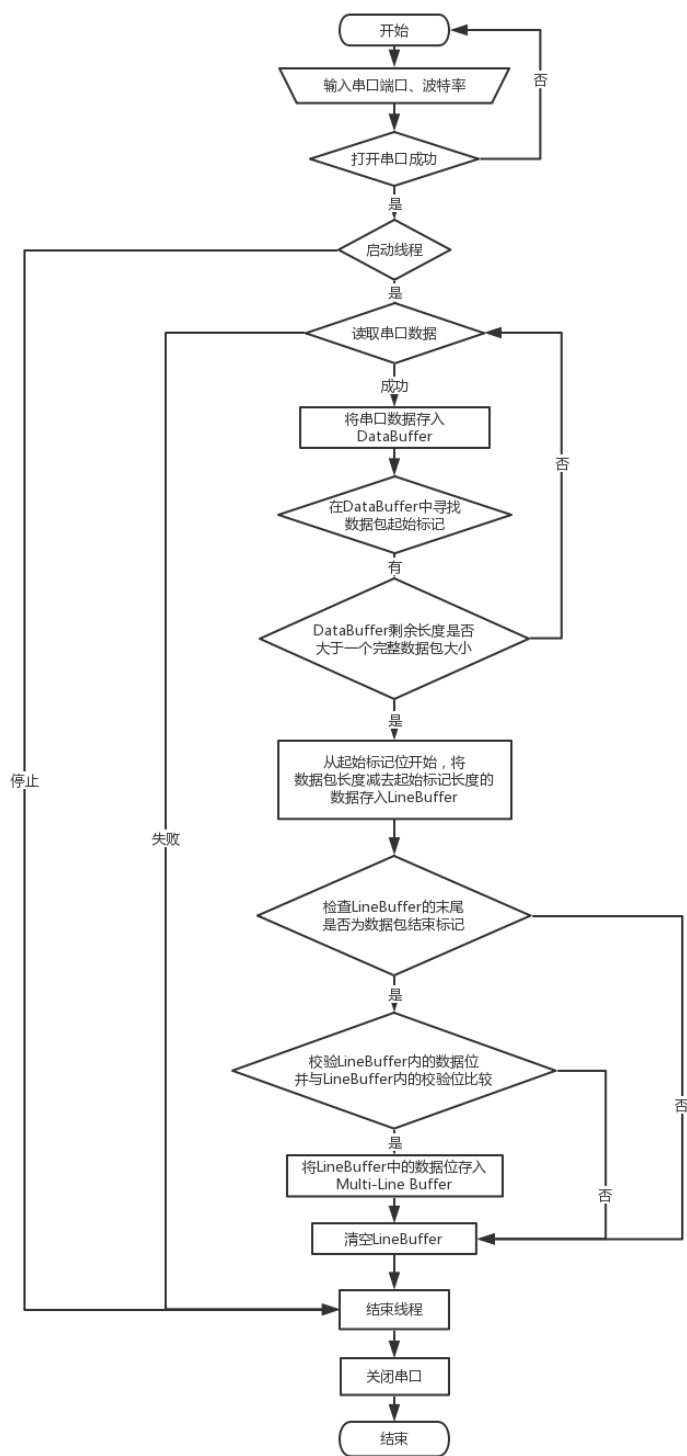 开始
输入串口端口、波特率
否
打开串口成功
是
启动线程
是
读取串口数据
成功
将串口数据存入
DataBuffer
否
在DataBuffer中寻找
数据包起始标记
有
DataBuffer剩余长度是否
大于一个完整数据包大小
是
从起始标记位开始，将
数据包长度减去起始标记长度的
数据存入LineBuffer
停止
失败
检查LineBuffer的末尾
是否为数据包结束标记
是
校验LineBuffer内的数据位
并与LineBuffer内的校验位比较
否
是
将LineBuffer中的数据位存入
Multi-Line Buffer
否
清空LineBuffer
结束线程
关闭串口
结束